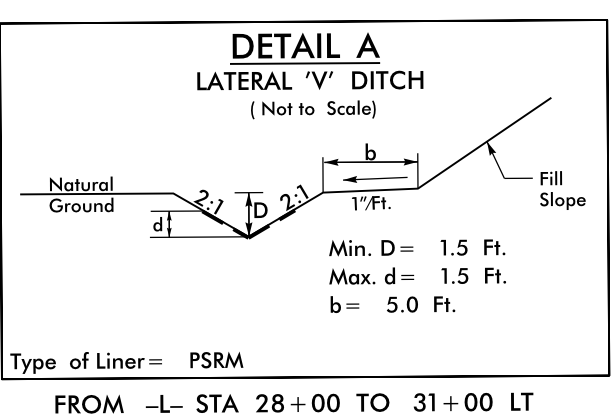 DETAIL A
LATERAL 'V' DITCH
( Not to Scale)
b
Natural
Ground
2:1
D
2:1
d
1"/Ft.
Fill
Slope
Min. D = 1.5 Ft.
Max. d = 1.5 Ft.
b = 5.0 Ft.
Type of Liner = PSRM
FROM -L- STA 28+00 TO 31+00 LT